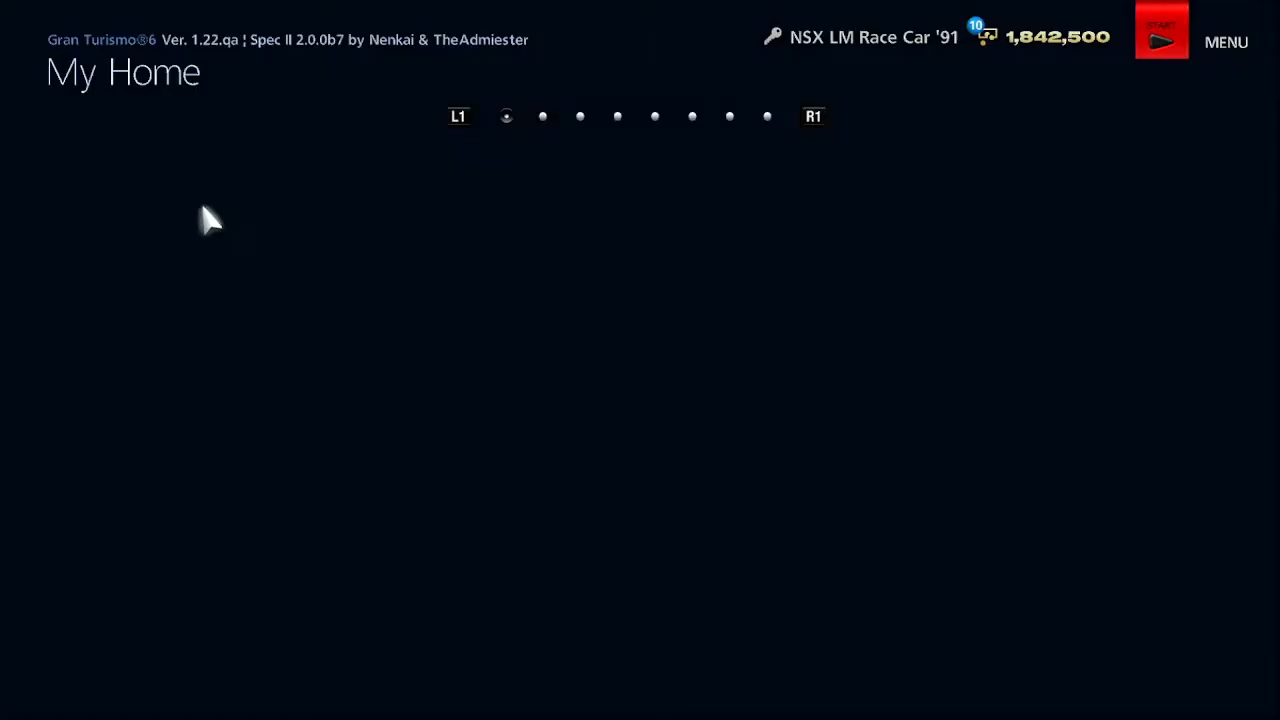 Gran Turismo®6 Ver. 1.22.qa ¦ Spec II 2.0.0b7 by Nenkai & TheAdmiester
My Home
NSX LM Race Car '91
10
1,842,500
START
MENU
L1
R1